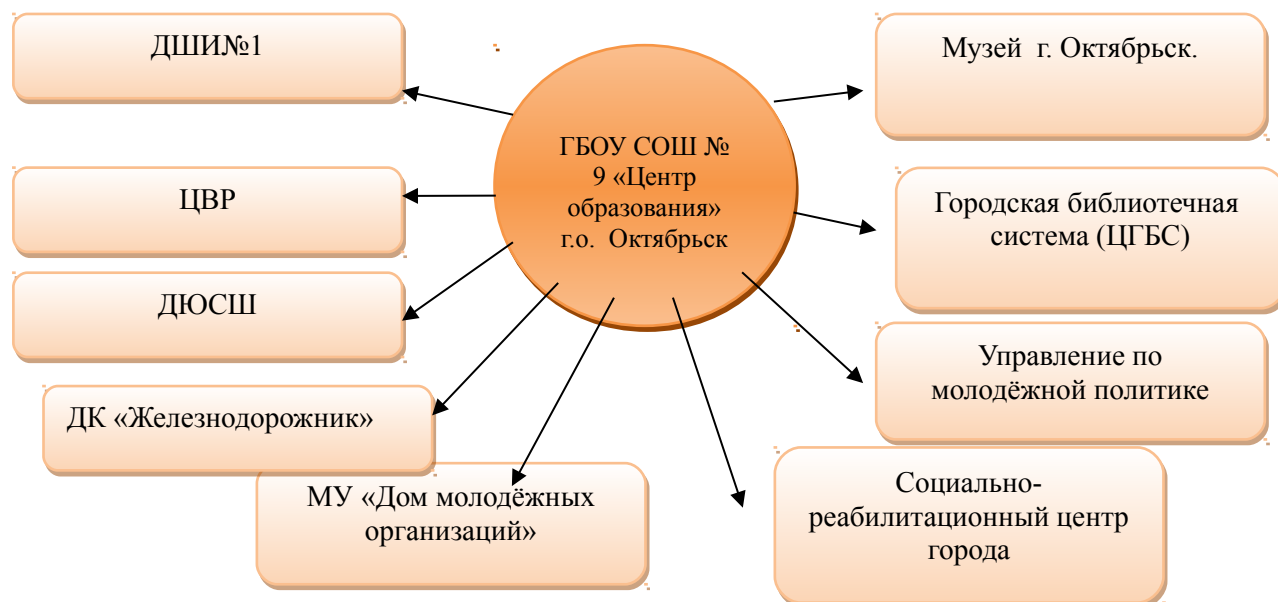 ДШИ№1
Музей г. Октябрьск.
ГБОУ СОШ №
9 «Центр
образования»
г.о. Октябрьск
ЦВР
Городская библиотечная
система (ЦГБС)
ДЮСШ
Управление по
молодёжной политике
ДК «Железнодорожник»
МУ «Дом молодёжных
организаций»
Социально-
реабилитационный центр
города